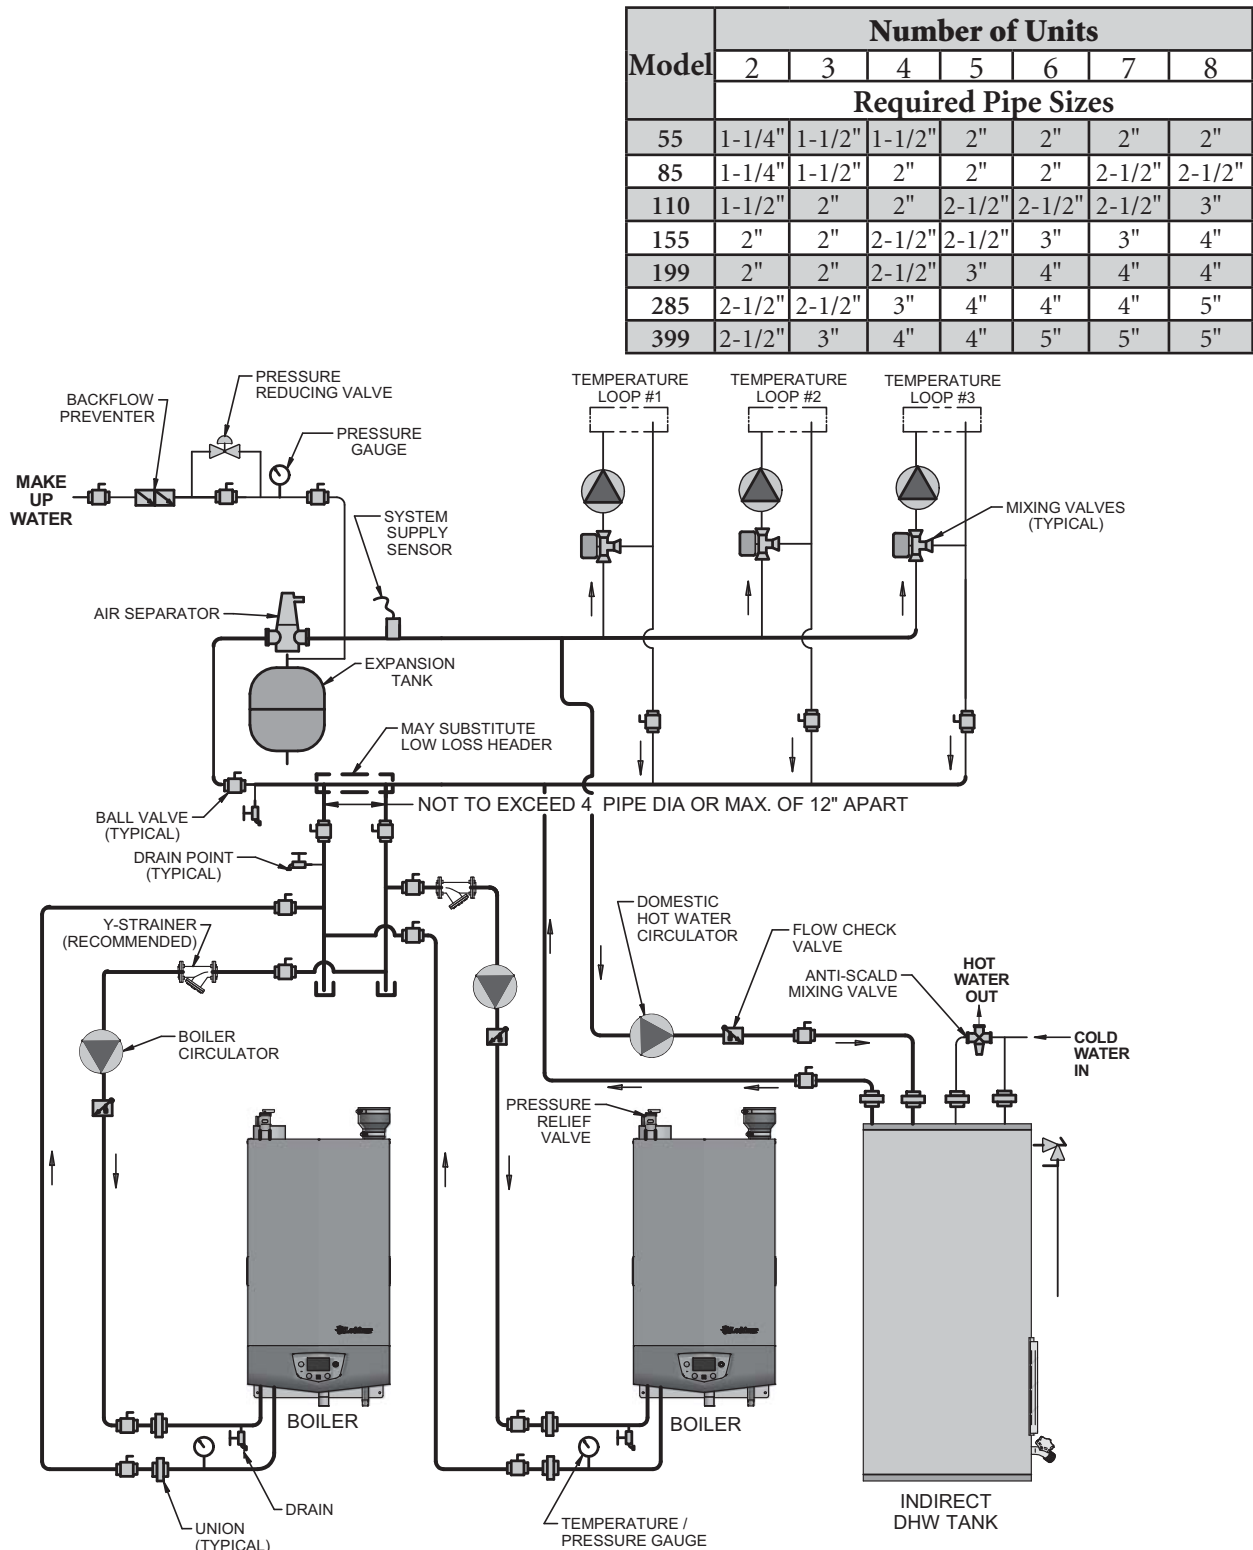 Number of Units
Model 2 3 4 5 6 7 8
Required Pipe Sizes
55 1-1/4" 1-1/2" 1-1/2" 2" 2" 2" 2"
85 1-1/4" 1-1/2" 2" 2" 2" 2-1/2" 2-1/2"
110 1-1/2" 2" 2" 2-1/2" 2-1/2" 2-1/2" 3"
155 2" 2" 2-1/2" 2-1/2" 3" 3" 4"
199 2" 2" 2-1/2" 3" 4" 4" 4"
285 2-1/2" 2-1/2" 3" 4" 4" 4" 5"
399 2-1/2" 3" 4" 4" 5" 5" 5"
PRESSURE
REDUCING VALVE
BACKFLOW
PREVENTER
PRESSURE
GAUGE
MAKE
UP
WATER
SYSTEM
SUPPLY
SENSOR
TEMPERATURE
LOOP #1
TEMPERATURE
LOOP #2
TEMPERATURE
LOOP #3
MIXING VALVES
(TYPICAL)
AIR SEPARATOR
EXPANSION
TANK
MAY SUBSTITUTE
LOW LOSS HEADER
NOT TO EXCEED 4 PIPE DIA OR MAX. OF 12" APART
BALL VALVE
(TYPICAL)
DRAIN POINT
(TYPICAL)
Y-STRAINER
(RECOMMENDED)
DOMESTIC
HOT WATER
CIRCULATOR
FLOW CHECK
VALVE
ANTI-SCALD
MIXING VALVE
HOT
WATER
OUT
COLD
WATER
IN
BOILER
CIRCULATOR
PRESSURE
RELIEF
VALVE
BOILER
BOILER
DRAIN
UNION
(TYPICAL)
TEMPERATURE /
PRESSURE GAUGE
INDIRECT
DHW TANK